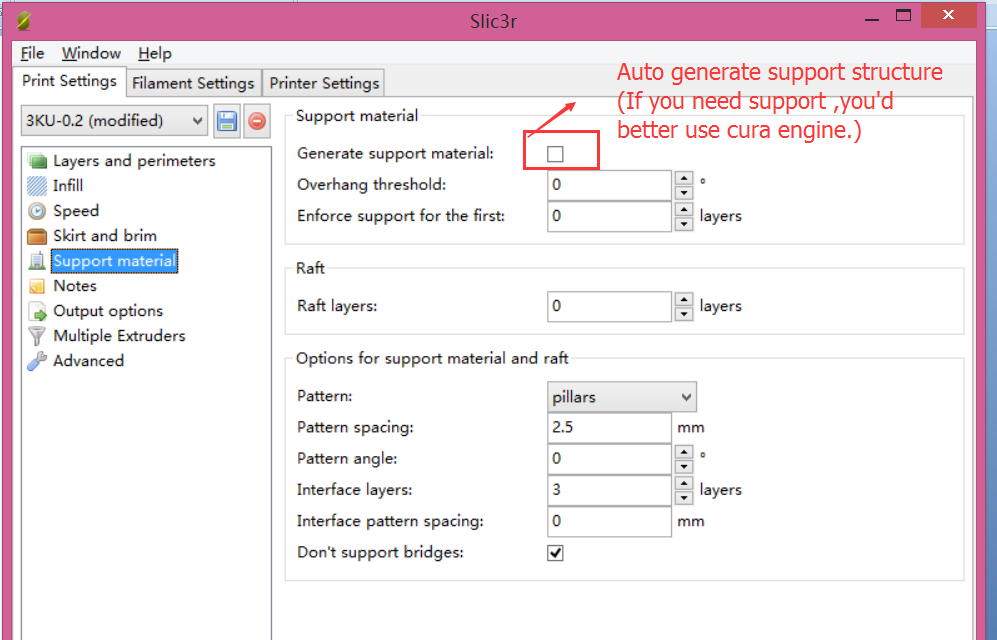 Slic3r
File Window Help
Print Settings Filament Settings Printer Settings
Auto generate support structure
(If you need support ,you'd
better use cura engine.)
3KU-0.2 (modified)
Layers and perimeters
Infill
Speed
Skirt and brim
Support material
Notes
Output options
Multiple Extruders
Advanced
Support material
Generate support material:
Overhang threshold: 0 °
Enforce support for the first: 0 layers
Raft
Raft layers: 0 layers
Options for support material and raft
Pattern: pillars
Pattern spacing: 2.5 mm
Pattern angle: 0 °
Interface layers: 3 layers
Interface pattern spacing: 0 mm
Don't support bridges: